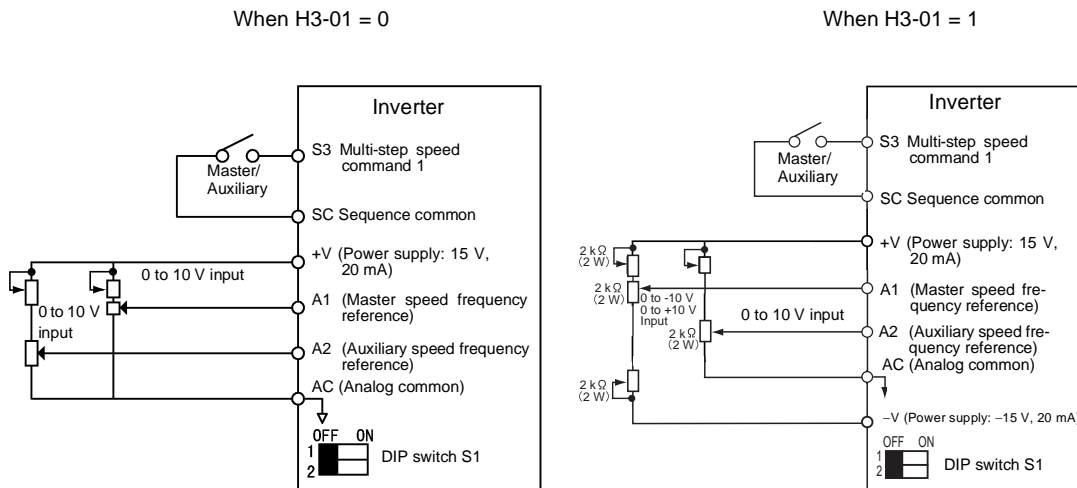 When H3-01 = 0
Inverter
S3 Multi-step speed
command 1
Master/
Auxiliary
SC Sequence common
+V (Power supply: 15 V,
20 mA)
0 to 10 V input
A1 (Master speed frequency
reference)
0 to 10 V
input
A2 (Auxiliary speed frequency
reference)
AC (Analog common)
OFF ON
1
2
DIP switch S1
When H3-01 = 1
Inverter
S3 Multi-step speed
command 1
Master/
Auxiliary
SC Sequence common
+V (Power supply: 15 V,
20 mA)
2 kΩ
(2 W)
2 kΩ
(2 W)
0 to -10 V
0 to +10 V
Input
A1 (Master speed fre-
quency reference)
0 to 10 V input
2 kΩ
(2 W)
A2 (Auxiliary speed fre-
quency reference)
AC (Analog common)
2 kΩ
(2 W)
−V (Power supply: −15 V, 20 mA)
OFF ON
1
2
DIP switch S1